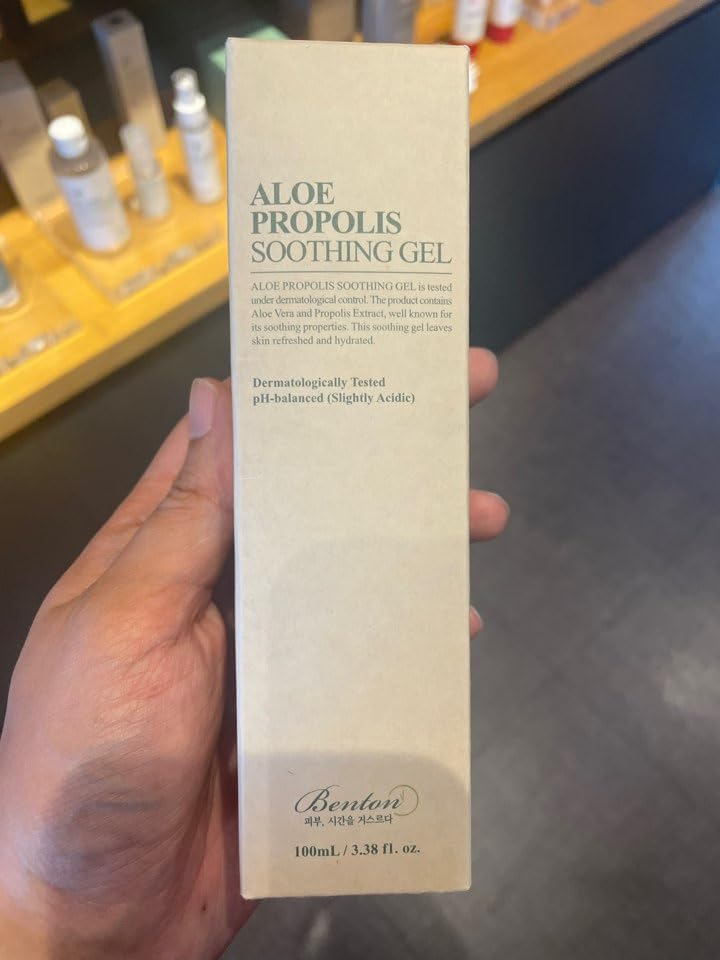 ALOE
PROPOLIS
SOOTHING GEL
ALOE PROPOLIS SOOTHING GEL is tested
under dermatological control. The product contains
Aloe Vera and Propolis Extract, well known for
its soothing properties. This soothing gel leaves
skin refreshed and hydrated.
Dermatologically Tested
pH-balanced (Slightly Acidic)
Benton
피부, 시간을 거스르다
100mL / 3.38 fl. oz.